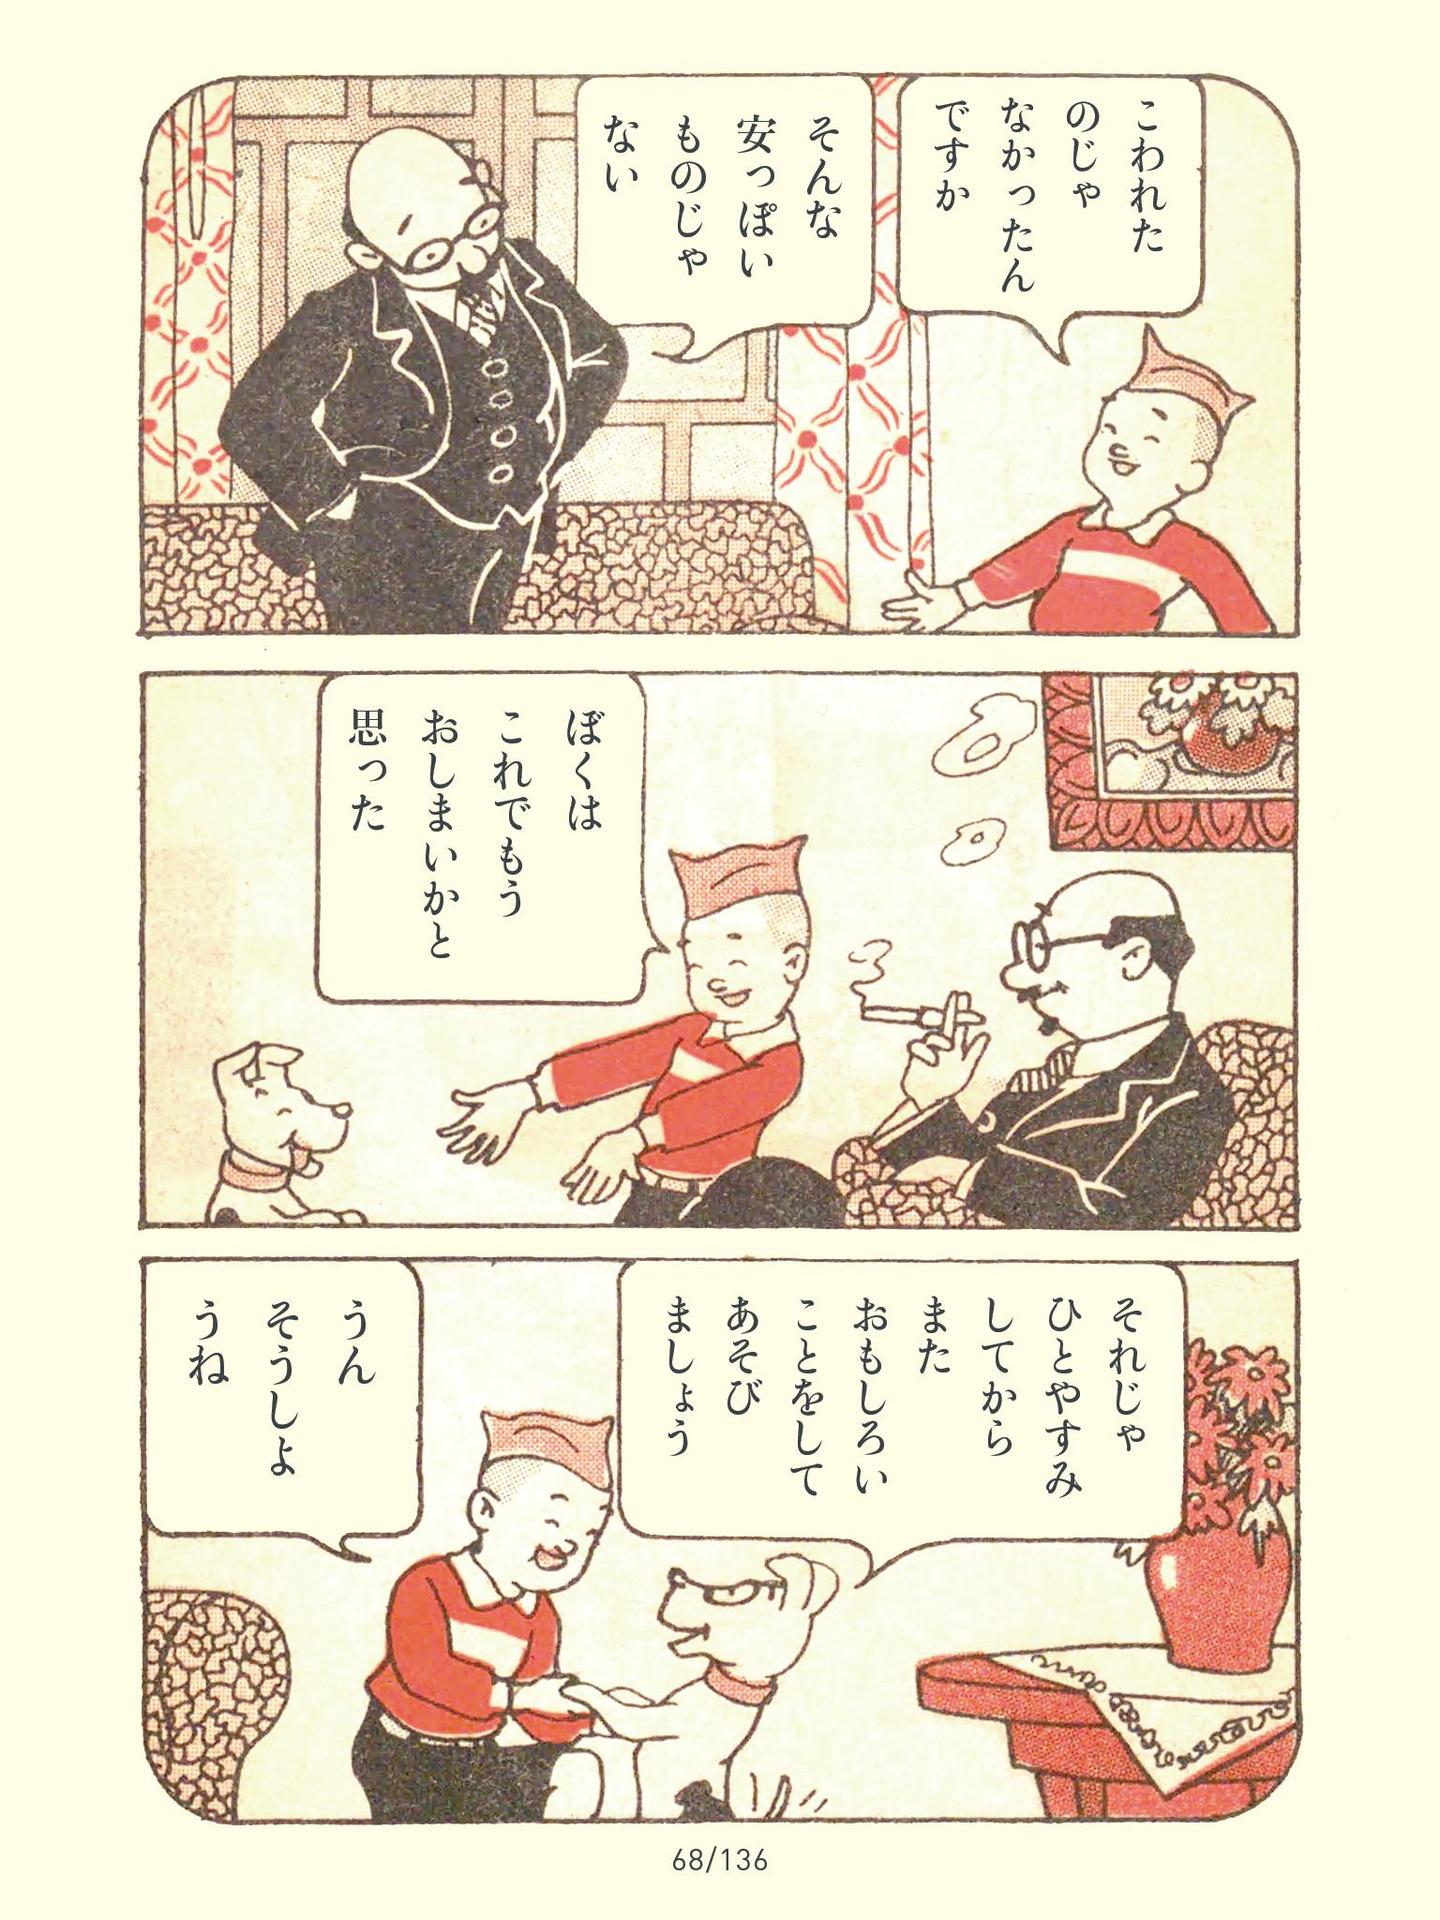 こわれた
のじゃ
なかったん
ですか
そんな
安っぽい
ものじゃ
ない
ぼくは
これでもう
おしまいかと
思った
それじゃ
ひとやすみ
してから
また
おもしろい
ことをして
あそび
ましょう
うん
そうしよ
うね
68/136